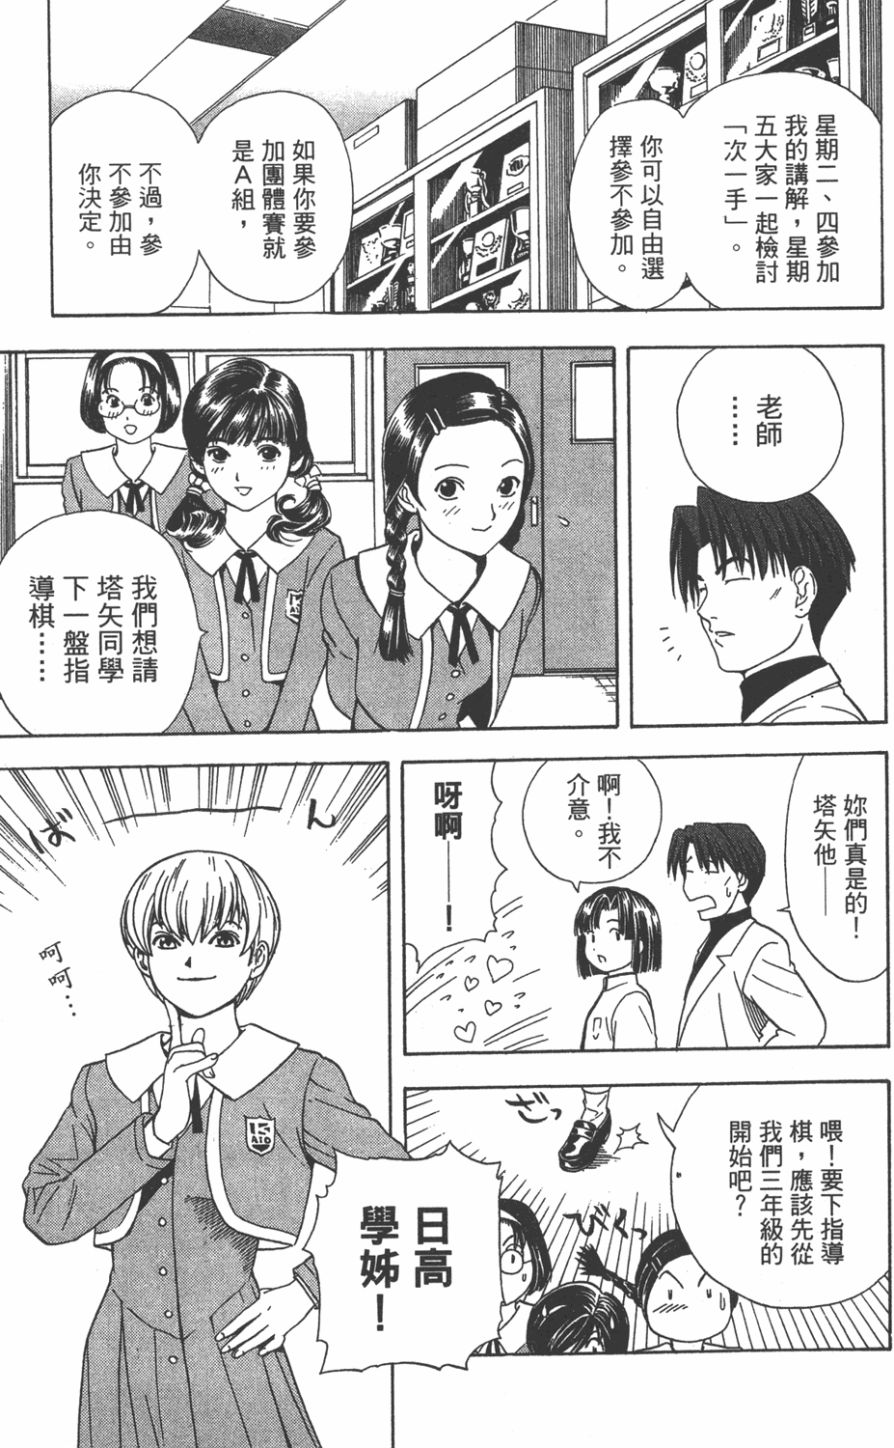 星期二、四參加
我的講解，星期
五大家一起檢討
「次一手」。
你可以自由選
擇參不參加。
如果你要參
加團體賽就
是A組，
不過，參
不參加由
你決定。
老師
……
我們想請
塔矢同學
下一盤指
導棋……
妳們真是的！
塔矢他——
啊！我不
介意。
呀啊——！
喂！要下指導
棋，應該先從
我們三年級的
開始吧？
ダンッ
びくっ
日高
學姊！
ばーん
呵呵…